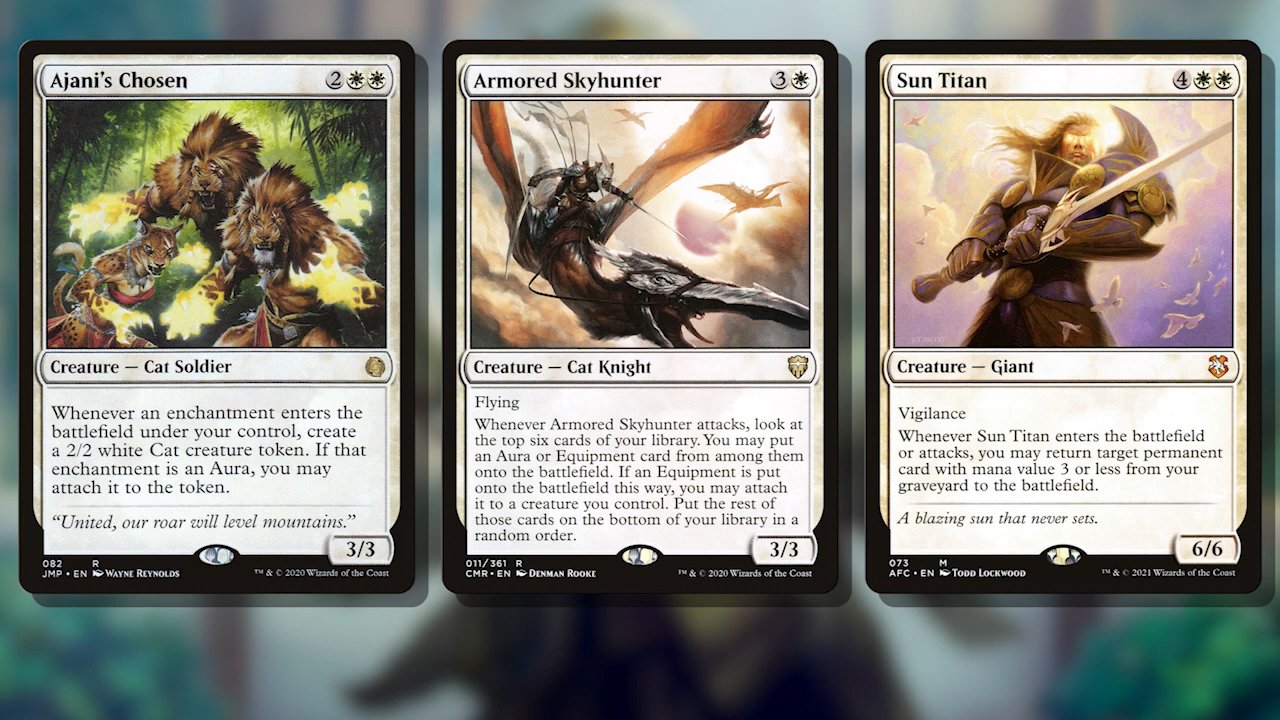 Ajani's Chosen
2
Creature — Cat Soldier
Whenever an enchantment enters the
battlefield under your control, create
a 2/2 white Cat creature token. If that
enchantment is an Aura, you may
attach it to the token.
“United, our roar will level mountains.”
3/3
082 R
JMP • EN Wayne Reynolds
™ & © 2020 Wizards of the Coast
Armored Skyhunter
3
Creature — Cat Knight
Flying
Whenever Armored Skyhunter attacks, look at
the top six cards of your library. You may put
an Aura or Equipment card from among them
onto the battlefield. If an Equipment is put
onto the battlefield this way, you may attach
it to a creature you control. Put the rest of
those cards on the bottom of your library in a
random order.
3/3
011/361 R
CMR • EN Denman Rooke
™ & © 2020 Wizards of the Coast
Sun Titan
4
Creature — Giant
Vigilance
Whenever Sun Titan enters the battlefield
or attacks, you may return target permanent
card with mana value 3 or less from your
graveyard to the battlefield.
A blazing sun that never sets.
6/6
073 M
AFC • EN Todd Lockwood
™ & © 2021 Wizards of the Coast